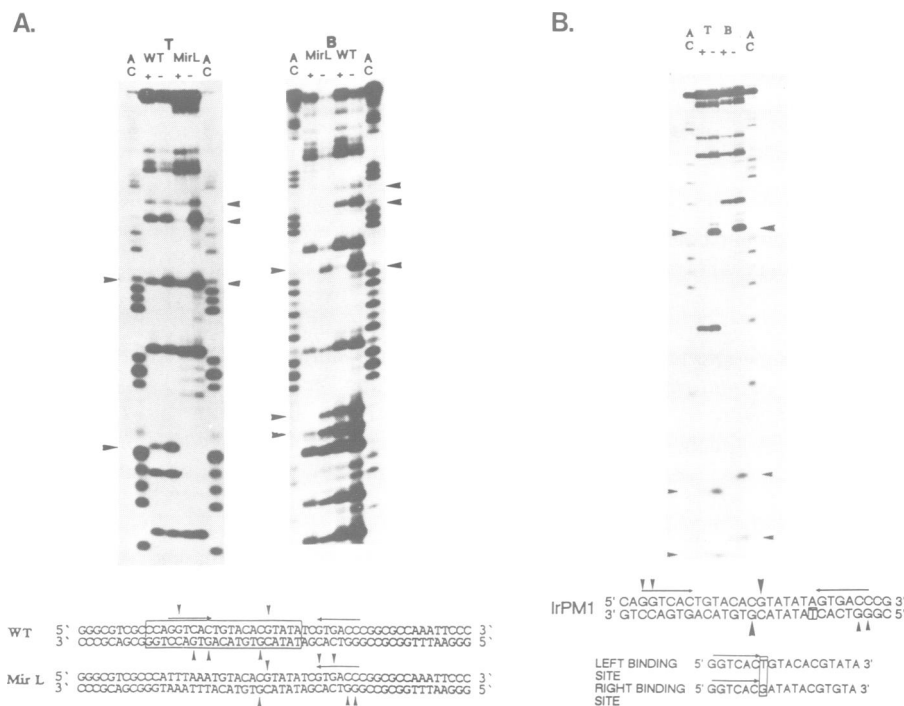 A.
T
B
WT MirL
MirL WT
A C + - + - A C
A C + - + - A C
B.
A C T B A C
+ - + -
WT
5` GGGCGTCGCCCAGGTCACTGTACACGTATATCGTGACCCGGCGCCAAATTCCC 3`
3` CCCGCAGCGGGTCCAGTGACATGTGCATATAGCACTGGGCCGCGGTTTAAGGG 5`
Mir L
5` GGGCGTCGCCCATTTAAATGTACACGTATATCGTGACCCGGCGCCAAATTCCC 3`
3` CCCGCAGCGGGTAAATTTACATGTGCATATAGCACTGGGCCGCGGTTTAAGGG 5`
IrPM1
5` CAGGTCACTGTACACGTATATAGTGACCCG 3`
3` GTCCAGTGACATGTGCATATATCACTGGGC 5`
LEFT BINDING SITE 5` GGTCACTGTACACGTATA 3`
RIGHT BINDING SITE 5` GGTCACGATATACGTGTA 3`